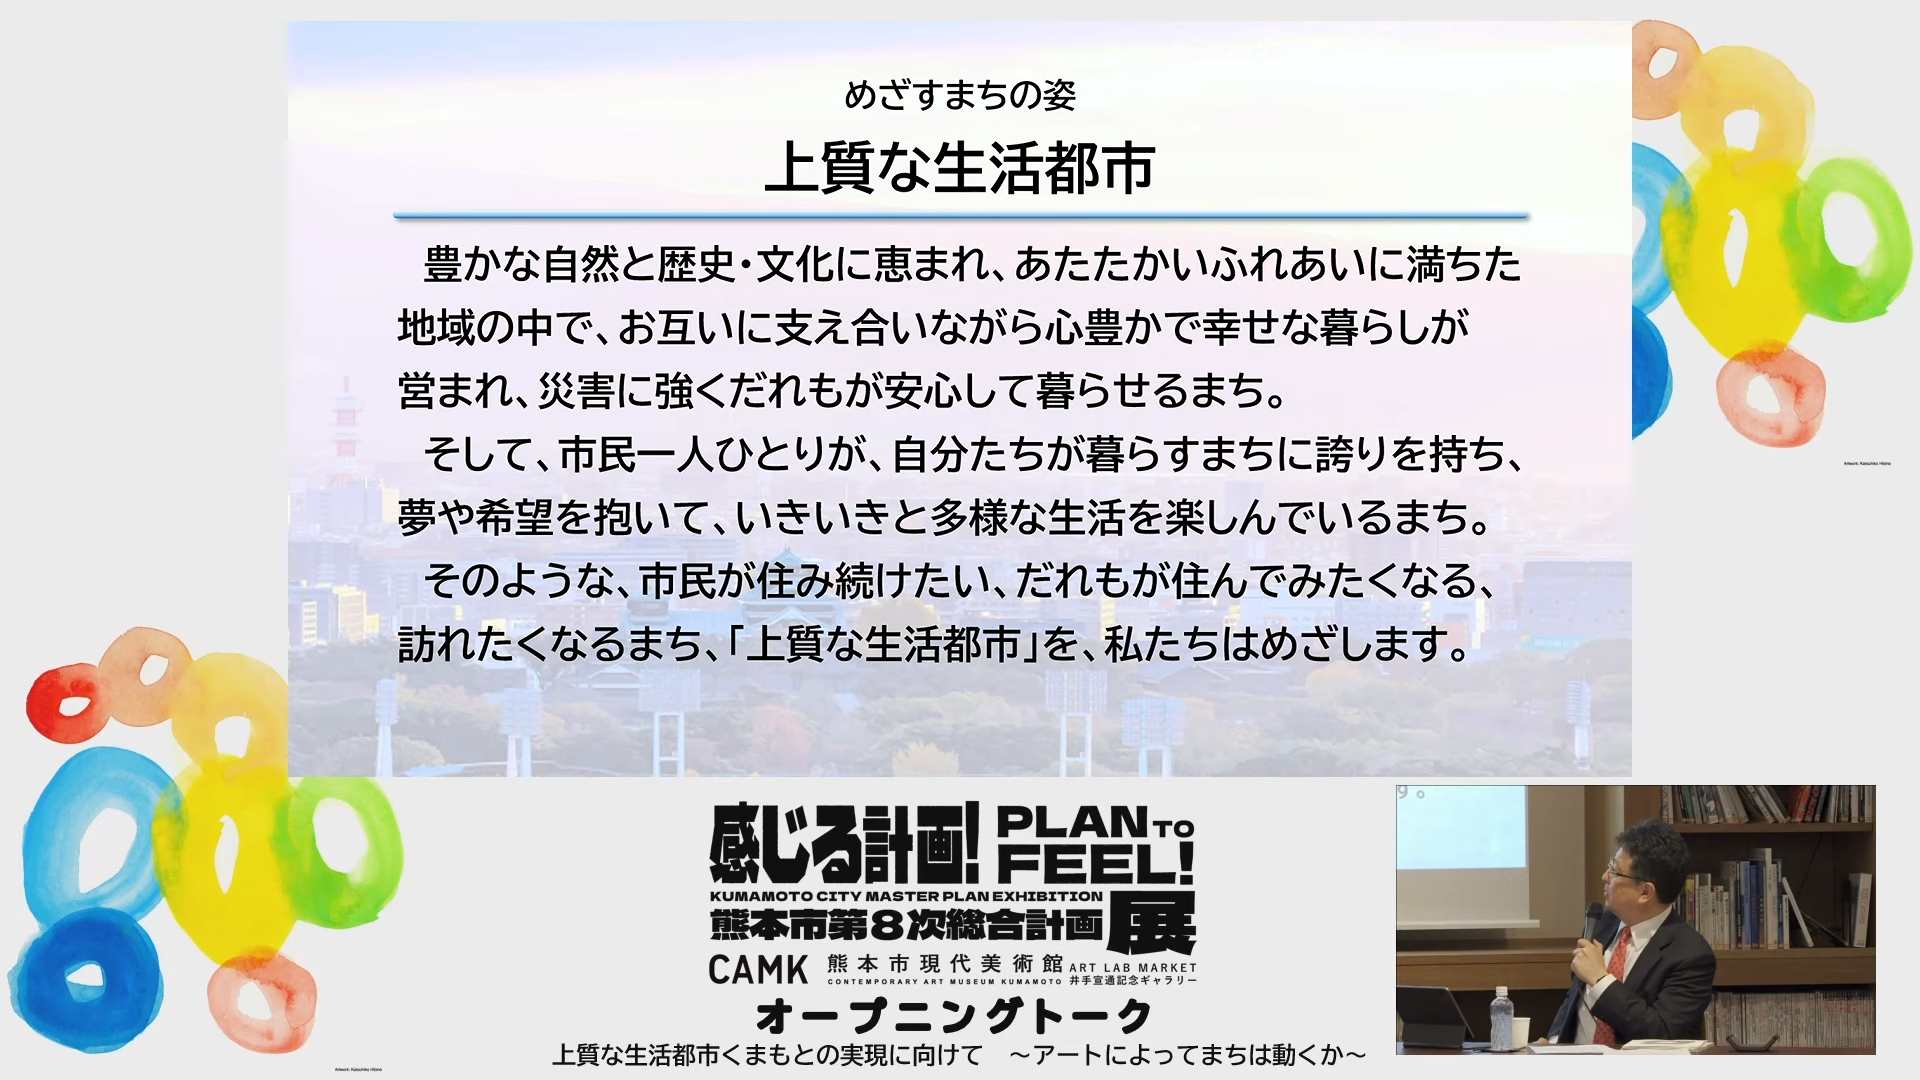 めざすまちの姿
上質な生活都市
豊かな自然と歴史・文化に恵まれ、あたたかいふれあいに満ちた
地域の中で、お互いに支え合いながら心豊かで幸せな暮らしが
営まれ、災害に強くだれもが安心して暮らせるまち。
そして、市民一人ひとりが、自分たちが暮らすまちに誇りを持ち、
夢や希望を抱いて、いきいきと多様な生活を楽しんでいるまち。
そのような、市民が住み続けたい、だれもが住んでみたくなる、
訪れたくなるまち、「上質な生活都市」を、私たちはめざします。
Artwork: Katsuhiko Hibino
す。
感じる計画! PLAN TO
FEEL!
KUMAMOTO CITY MASTER PLAN EXHIBITION
熊本市第8次総合計画展
CAMK 熊本市現代美術館 ART LAB MARKET
CONTEMPORARY ART MUSEUM KUMAMOTO 井手宣通記念ギャラリー
オープニングトーク
上質な生活都市くまもとの実現に向けて ~アートによってまちは動くか~
Artwork: Katsuhiko Hibino